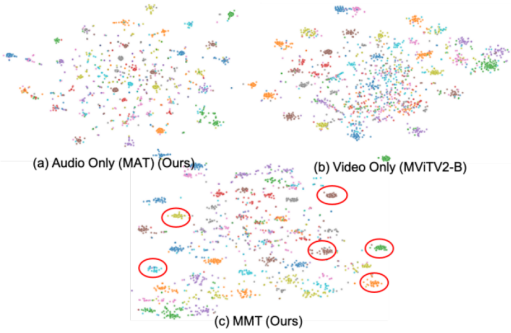 (a) Audio Only (MAT) (Ours)
(b) Video Only (MViTV2-B)
(c) MMT (Ours)